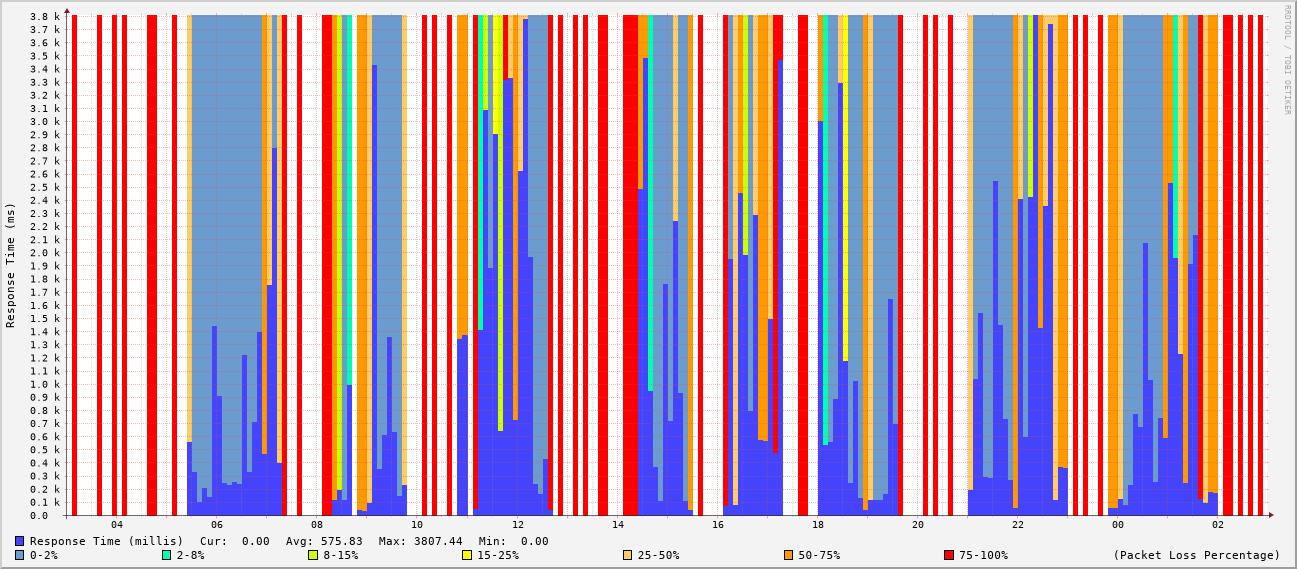 3.8 k
3.7 k
3.5 k
3.4 k
3.2 k
3.1 k
3.0 k
2.9 k
2.8 k
2.7 k
2.6 k
2.5 k
2.4 k
2.3 k
2.2 k
2.1 k
2.0 k
1.9 k
1.8 k
1.7 k
1.6 k
1.5 k
1.4 k
1.3 k
1.2 k
1.1 k
1.0 k
0.9 k
0.8 k
0.7 k
0.6 k
0.5 k
0.4 k
0.3 k
0.2 k
0.1 k
0.0
Response Time (ms)
RRDTOOL / TOBI OETIKER
04 06 08 10 12 14 16 18 20 22 00 02
Response Time (millis) Cur: 0.00 Avg: 575.83 Max: 3807.44 Min: 0.00
0-2% 2-8% 8-15% 15-25% 25-50% 50-75% 75-100% (Packet Loss Percentage)